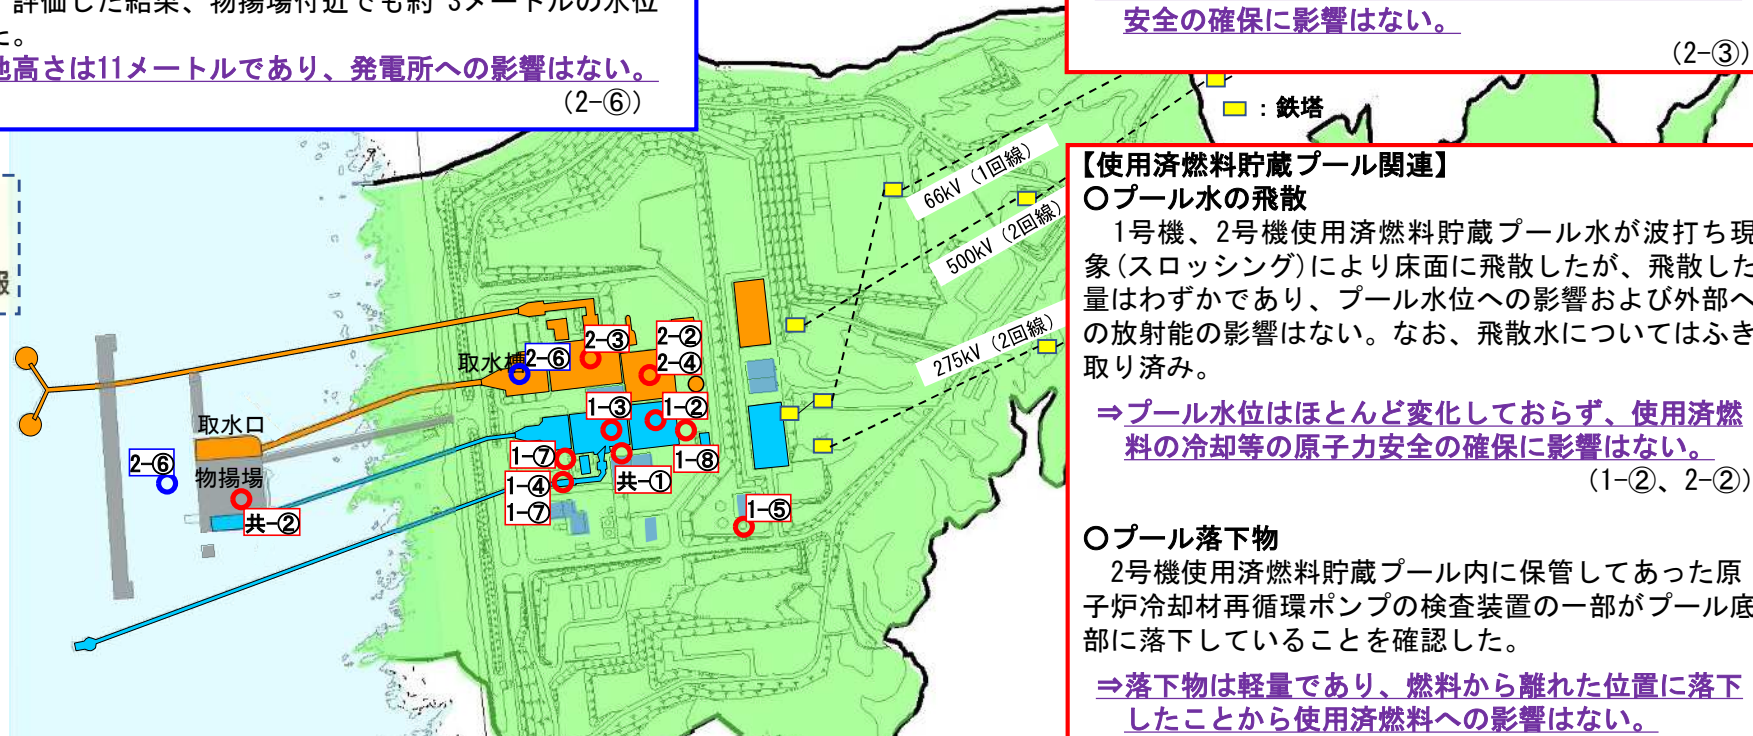 評価した結果、物揚場付近でも約 3メートルの水位
た。
地高さは11メートルであり、発電所への影響はない。
(2-⑥)
安全の確保に影響はない。
(2-③)
：鉄塔
66kV（1回線）
500kV（2回線）
275kV（2回線）
報
取水槽
2-⑥
2-③
2-②
2-④
1-③
1-②
1-⑦
1-⑧
1-④
1-⑦
共-①
1-⑤
取水口
2-⑥
物揚場
共-②
【使用済燃料貯蔵プール関連】
〇プール水の飛散
1号機、2号機使用済燃料貯蔵プール水が波打ち現
象(スロッシング)により床面に飛散したが、飛散した
量はわずかであり、プール水位への影響および外部へ
の放射能の影響はない。なお、飛散水についてはふき
取り済み。
⇒プール水位はほとんど変化しておらず、使用済燃
料の冷却等の原子力安全の確保に影響はない。
(1-②、2-②)
〇プール落下物
2号機使用済燃料貯蔵プール内に保管してあった原
子炉冷却材再循環ポンプの検査装置の一部がプール底
部に落下していることを確認した。
⇒落下物は軽量であり、燃料から離れた位置に落下
したことから使用済燃料への影響はない。